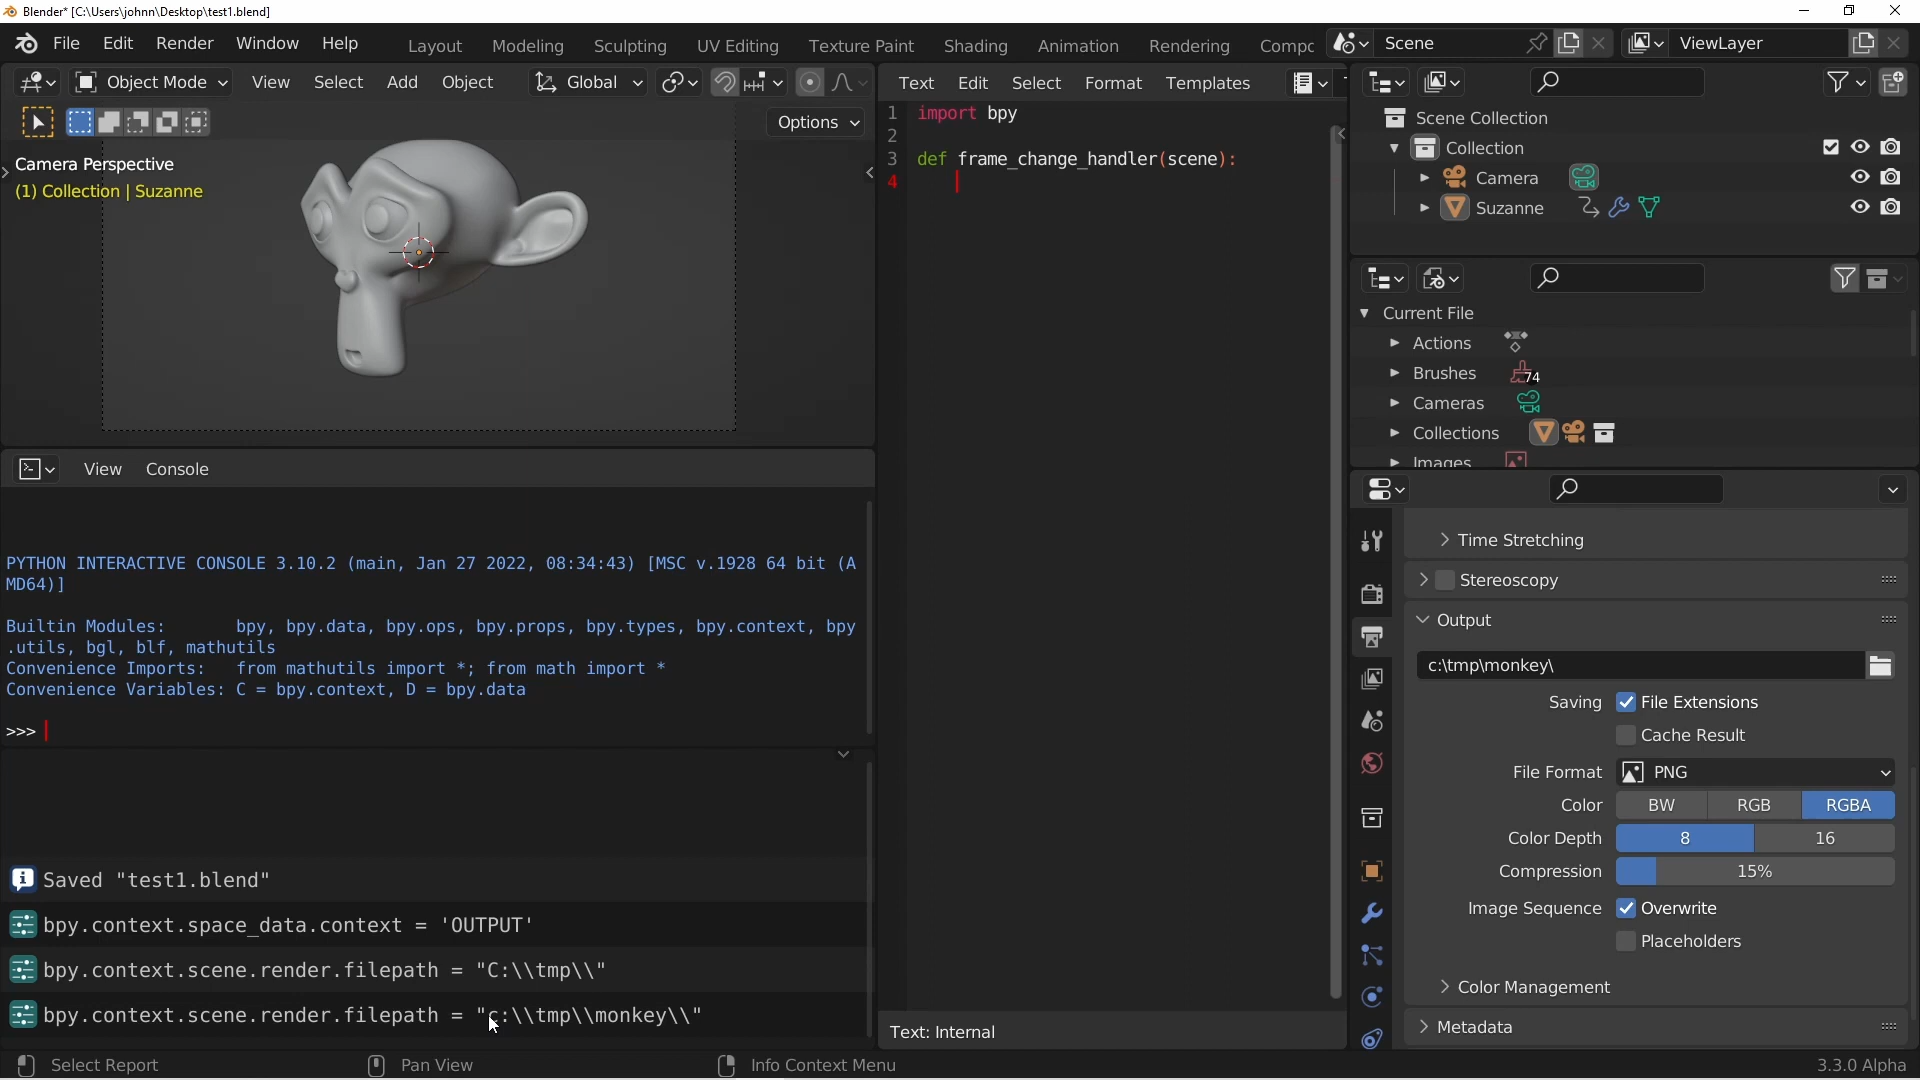 Blender* [C:\Users\johnn\Desktop\test1.blend]
File Edit Render Window Help Layout Modeling Sculpting UV Editing Texture Paint Shading Animation Rendering Compc Scene ViewLayer
Object Mode View Select Add Object Global
Options
Camera Perspective
(1) Collection | Suzanne
View Console
PYTHON INTERACTIVE CONSOLE 3.10.2 (main, Jan 27 2022, 08:34:43) [MSC v.1928 64 bit (A
MD64)]
Builtin Modules: bpy, bpy.data, bpy.ops, bpy.props, bpy.types, bpy.context, bpy
.utils, bgl, blf, mathutils
Convenience Imports: from mathutils import *; from math import *
Convenience Variables: C = bpy.context, D = bpy.data
>>>
Saved "test1.blend"
bpy.context.space_data.context = 'OUTPUT'
bpy.context.scene.render.filepath = "C:\\tmp\\"
bpy.context.scene.render.filepath = "c:\\tmp\\monkey\\"
Text Edit Select Format Templates
1 import bpy
2
3 def frame_change_handler(scene):
4
Text: Internal
Scene Collection
Collection
Camera
Suzanne
Current File
Actions
Brushes 74
Cameras
Collections
Images
Time Stretching
Stereoscopy
Output
c:\tmp\monkey\
Saving File Extensions
Cache Result
File Format PNG
Color BW RGB RGBA
Color Depth 8 16
Compression 15%
Image Sequence Overwrite
Placeholders
Color Management
Metadata
Select Report Pan View Info Context Menu 3.3.0 Alpha